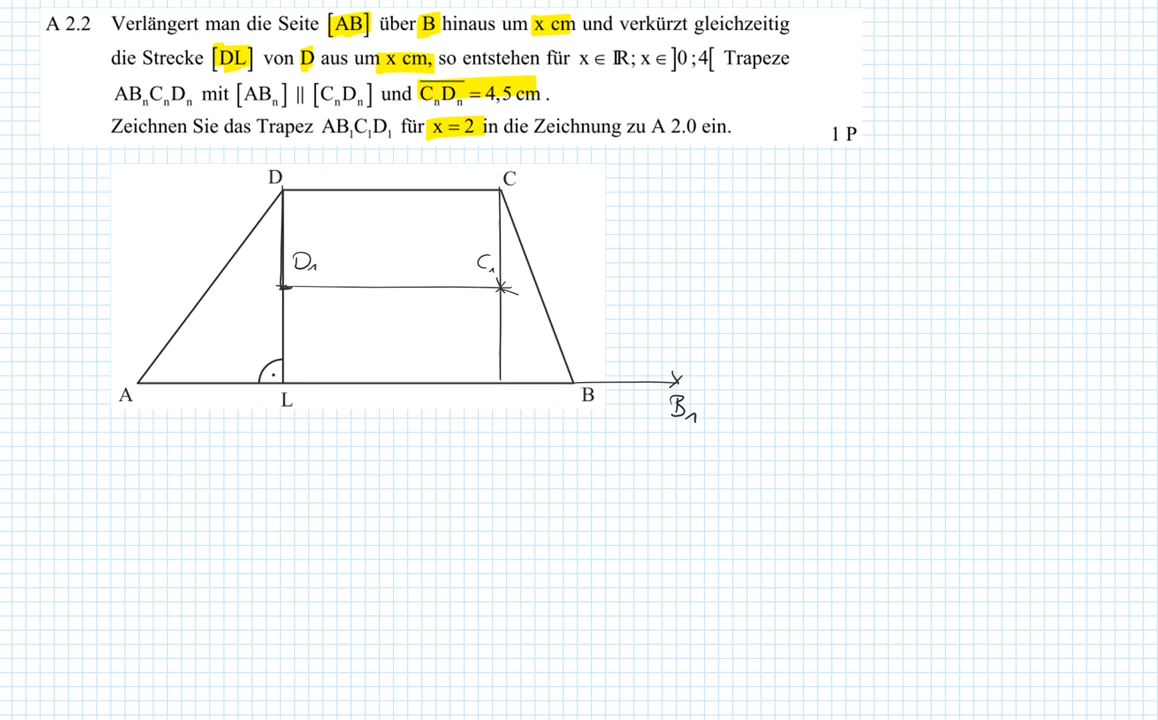 A 2.2 Verlängert man die Seite [AB] über B hinaus um x cm und verkürzt gleichzeitig
die Strecke [DL] von D aus um x cm, so entstehen für x ∈ ℝ; x ∈ ]0;4[ Trapeze
ABₙCₙDₙ mit [ABₙ] || [CₙDₙ] und C̅ₙD̅ₙ = 4,5 cm .
Zeichnen Sie das Trapez AB₁C₁D₁ für x = 2 in die Zeichnung zu A 2.0 ein.
1 P
D C
D₁ C₁
A L B
B₁